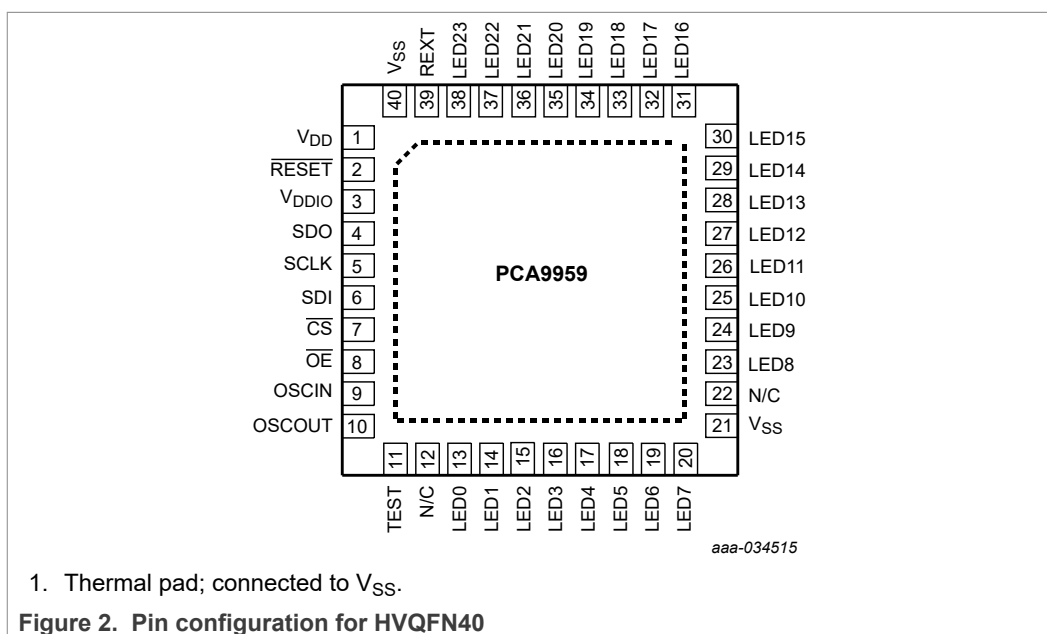 VSS
REXT
LED23
LED22
LED21
LED20
LED19
LED18
LED17
LED16
40
39
38
37
36
35
34
33
32
31
VDD 1
RESET 2
VDDIO 3
SDO 4
SCLK 5
SDI 6
CS 7
OE 8
OSCIN 9
OSCOUT 10
PCA9959
30 LED15
29 LED14
28 LED13
27 LED12
26 LED11
25 LED10
24 LED9
23 LED8
22 N/C
21 VSS
11
12
13
14
15
16
17
18
19
20
TEST
N/C
LED0
LED1
LED2
LED3
LED4
LED5
LED6
LED7
aaa-034515
1. Thermal pad; connected to VSS.
Figure 2. Pin configuration for HVQFN40